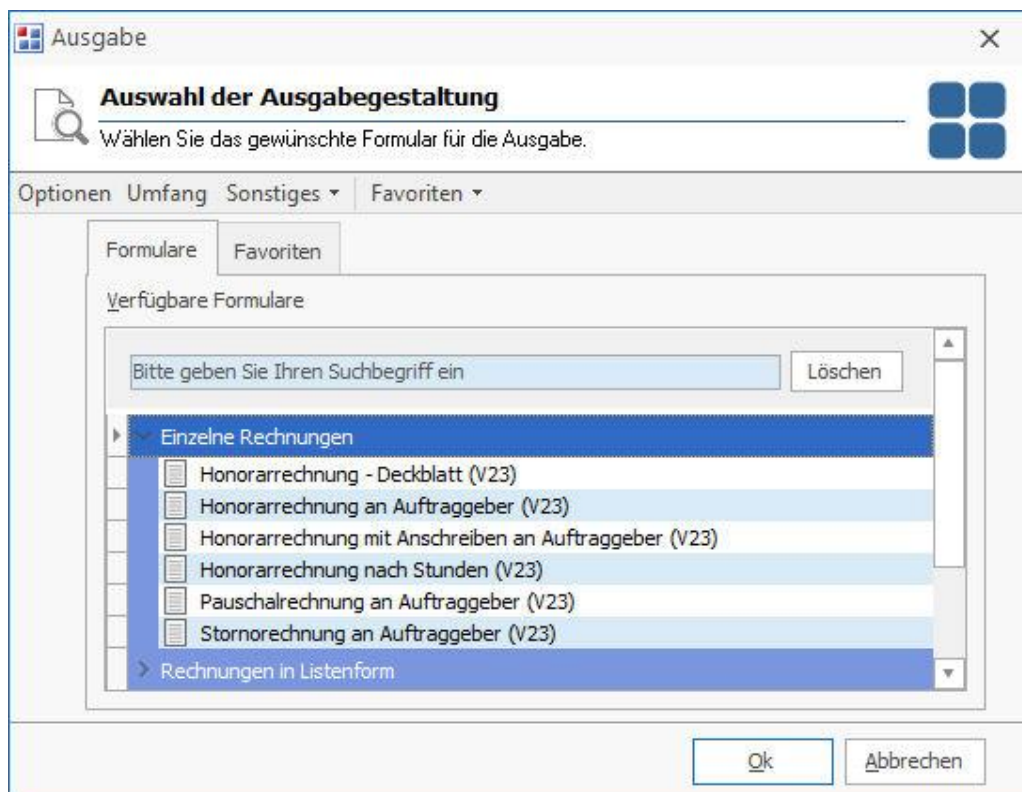 Ausgabe
Auswahl der Ausgabegestaltung
Wählen Sie das gewünschte Formular für die Ausgabe.
Optionen Umfang Sonstiges Favoriten
Formulare Favoriten
Verfügbare Formulare
Bitte geben Sie Ihren Suchbegriff ein Löschen
Einzelne Rechnungen
Honorarrechnung - Deckblatt (V23)
Honorarrechnung an Auftraggeber (V23)
Honorarrechnung mit Anschreiben an Auftraggeber (V23)
Honorarrechnung nach Stunden (V23)
Pauschalrechnung an Auftraggeber (V23)
Stornorechnung an Auftraggeber (V23)
Rechnungen in Listenform
Ok Abbrechen